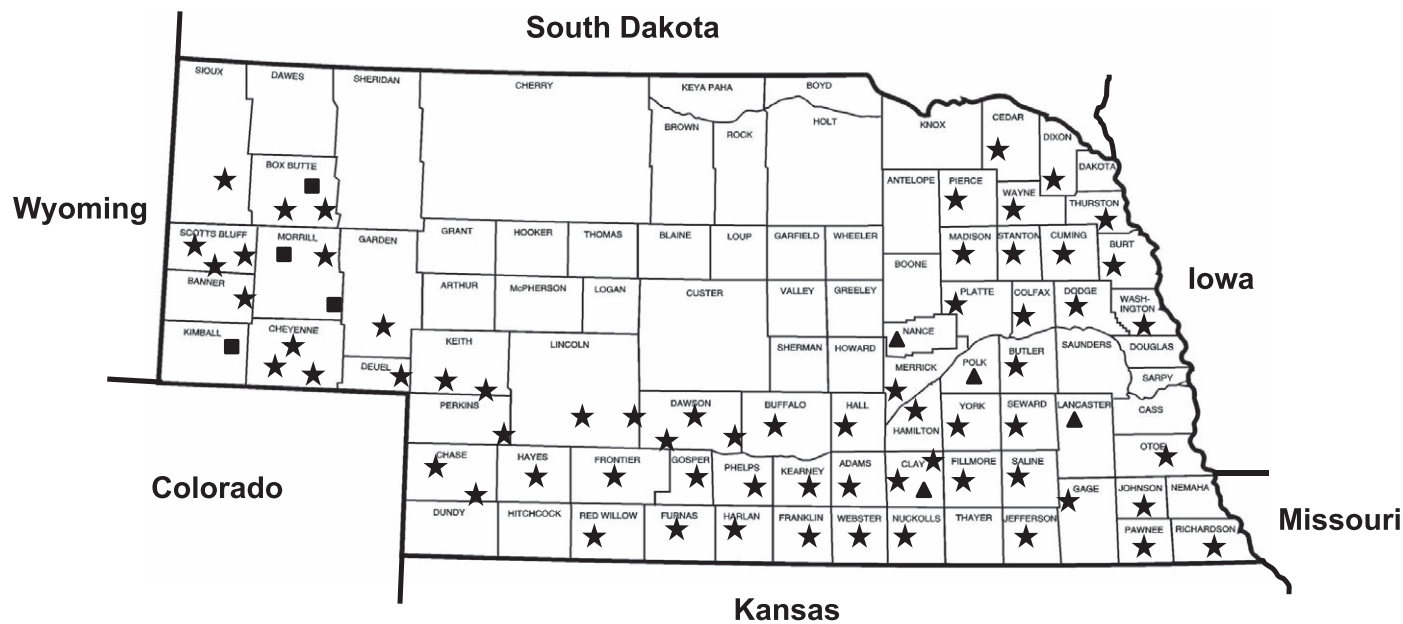 South Dakota
SIOUX
DAWES
SHERIDAN
CHERRY
KEYA PAHA
BOYD
BROWN
ROCK
HOLT
KNOX
CEDAR
DIXON
DAKOTA
BOX BUTTE
ANTELOPE
PIERCE
WAYNE
THURSTON
Wyoming
SCOTTS BLUFF
MORRILL
GARDEN
GRANT
HOOKER
THOMAS
BLAINE
LOUP
GARFIELD
WHEELER
MADISON
STANTON
CUMING
BURT
BOONE
Iowa
BANNER
ARTHUR
McPHERSON
LOGAN
CUSTER
VALLEY
GREELEY
PLATTE
COLFAX
DODGE
WASH-
INGTON
KIMBALL
CHEYENNE
KEITH
LINCOLN
SHERMAN
HOWARD
NANCE
MERRICK
POLK
BUTLER
SAUNDERS
DOUGLAS
SARPY
DEUEL
PERKINS
DAWSON
BUFFALO
HALL
HAMILTON
YORK
SEWARD
LANCASTER
CASS
OTOE
Colorado
CHASE
HAYES
FRONTIER
GOSPER
PHELPS
KEARNEY
ADAMS
CLAY
FILLMORE
SALINE
GAGE
JOHNSON
NEMAHA
DUNDY
HITCHCOCK
RED WILLOW
FURNAS
HARLAN
FRANKLIN
WEBSTER
NUCKOLLS
THAYER
JEFFERSON
PAWNEE
RICHARDSON
Missouri
Kansas